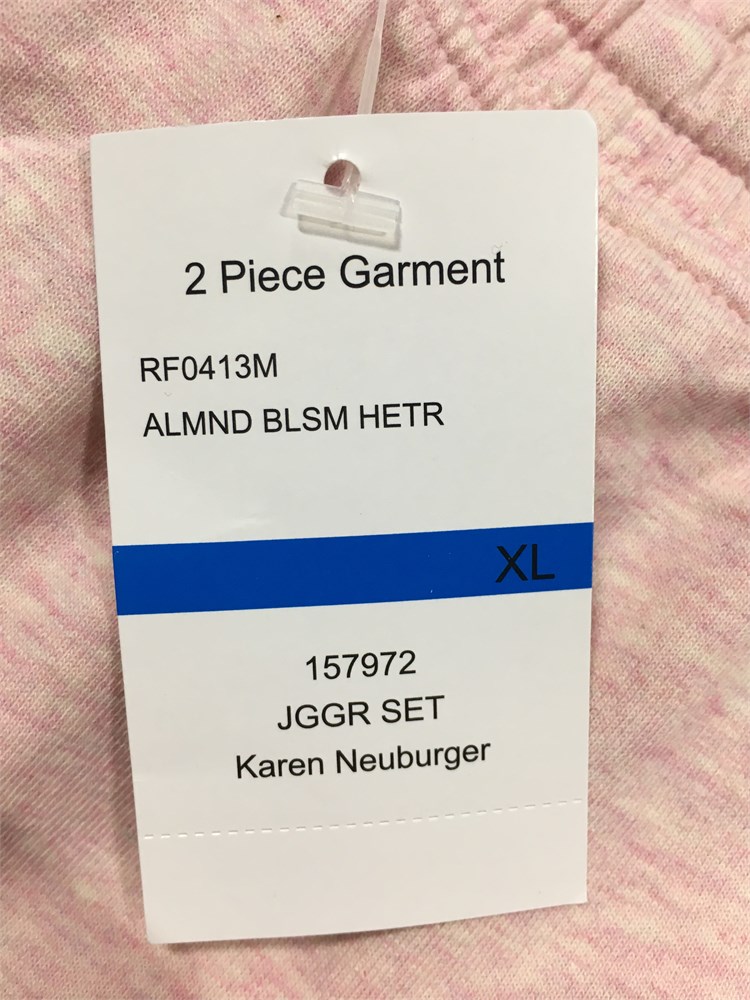 2 Piece Garment
RF0413M
ALMND BLSM HETR
XL
157972
JGGR SET
Karen Neuburger